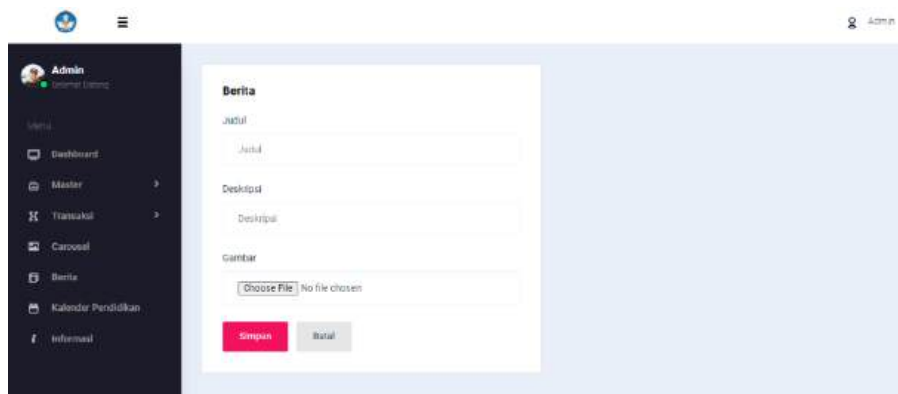 Admin
Admin
Selamat Datang
Menu
Dashboard
Master
Transaksi
Carousel
Berita
Kalender Pendidikan
Informasi
Berita
Judul
Judul
Deskripsi
Deskripsi
Gambar
Choose File No file chosen
Simpan Batal